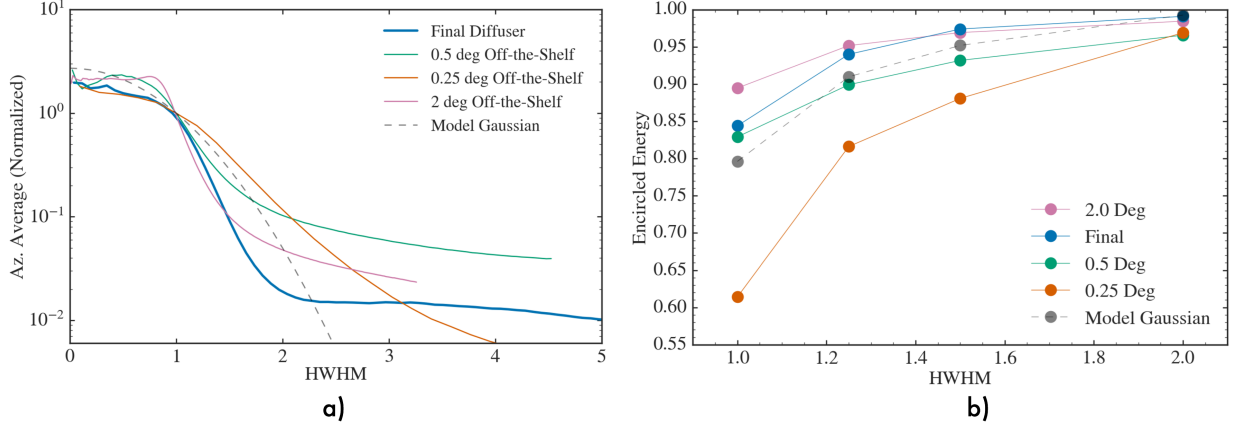 10¹
10⁰
10⁻¹
10⁻²
Az. Average (Normalized)
0 1 2 3 4 5
HWHM
Final Diffuser
0.5 deg Off-the-Shelf
0.25 deg Off-the-Shelf
2 deg Off-the-Shelf
Model Gaussian
a)
1.00
0.95
0.90
0.85
0.80
0.75
0.70
0.65
0.60
0.55
Encircled Energy
1.0 1.2 1.4 1.6 1.8 2.0
HWHM
2.0 Deg
Final
0.5 Deg
0.25 Deg
Model Gaussian
b)